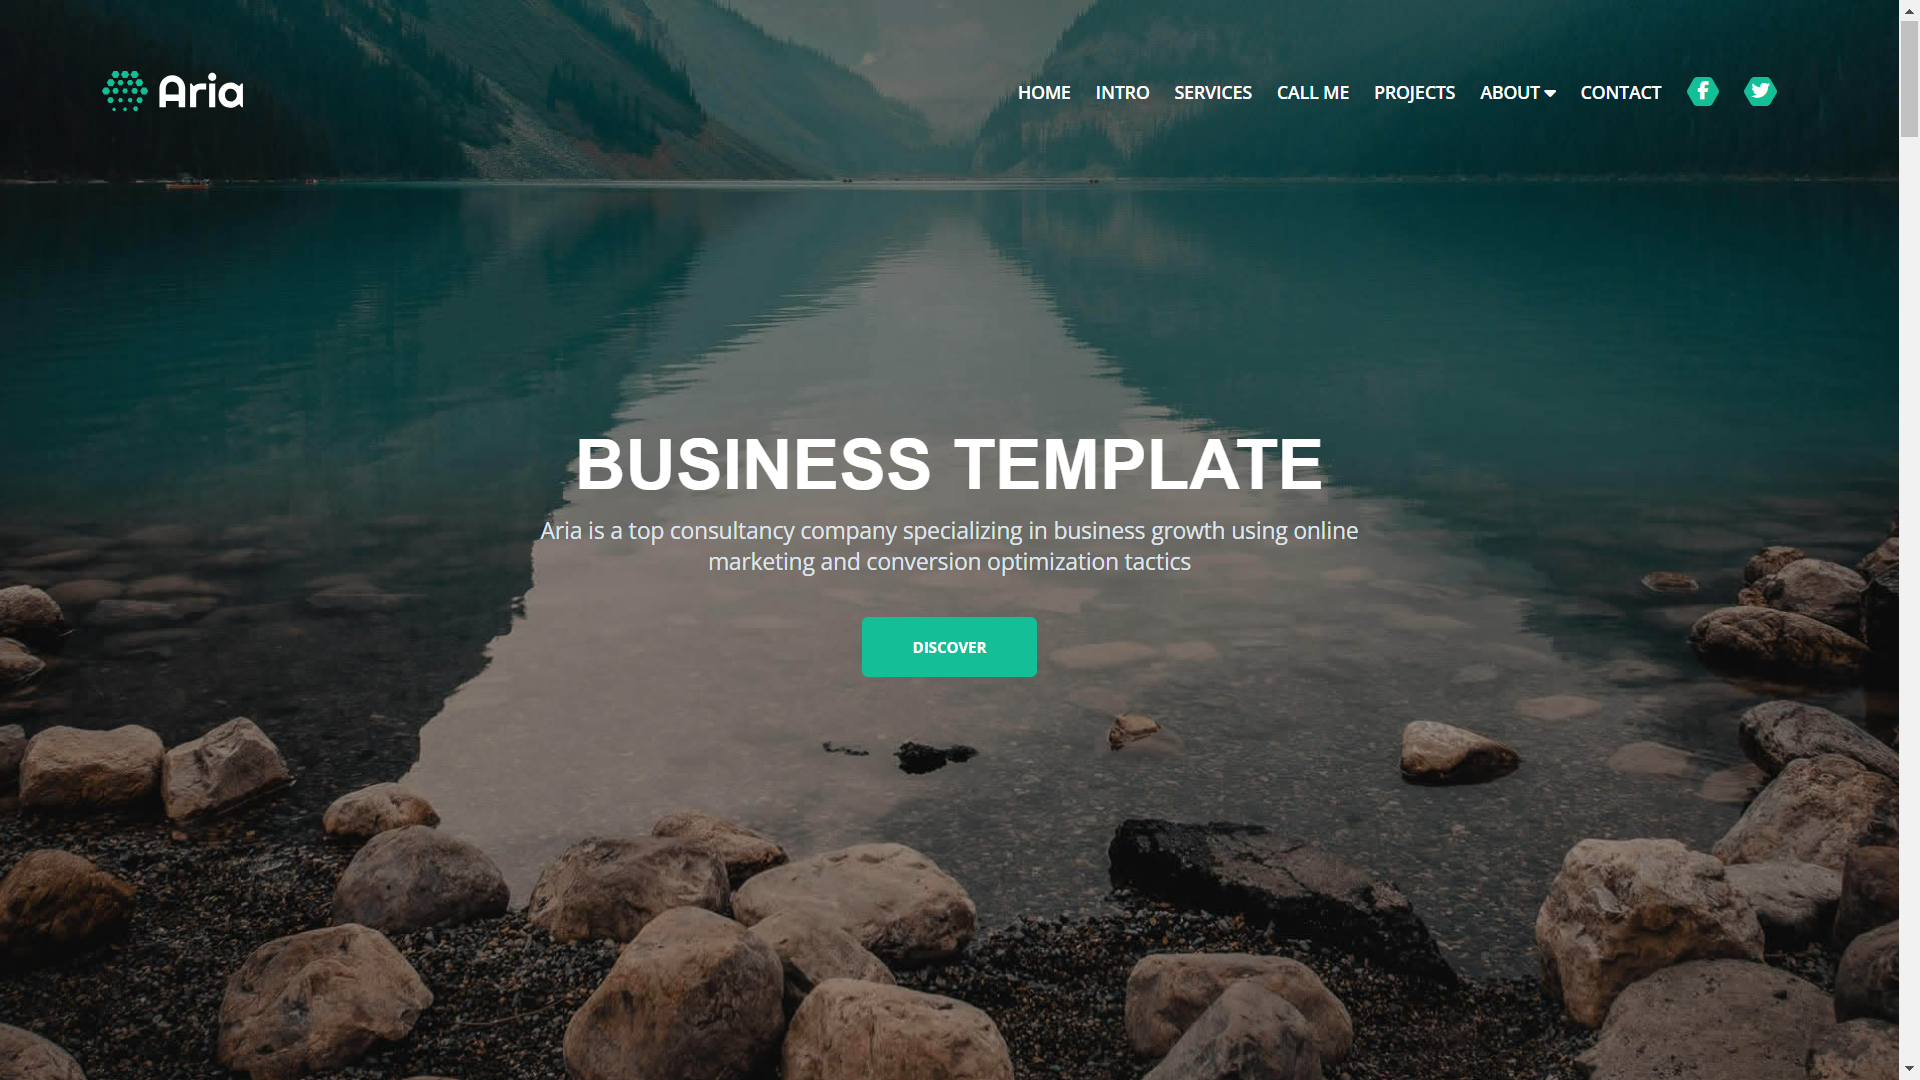 Aria
HOME INTRO SERVICES CALL ME PROJECTS ABOUT CONTACT
BUSINESS TEMPLATE
Aria is a top consultancy company specializing in business growth using online
marketing and conversion optimization tactics
DISCOVER